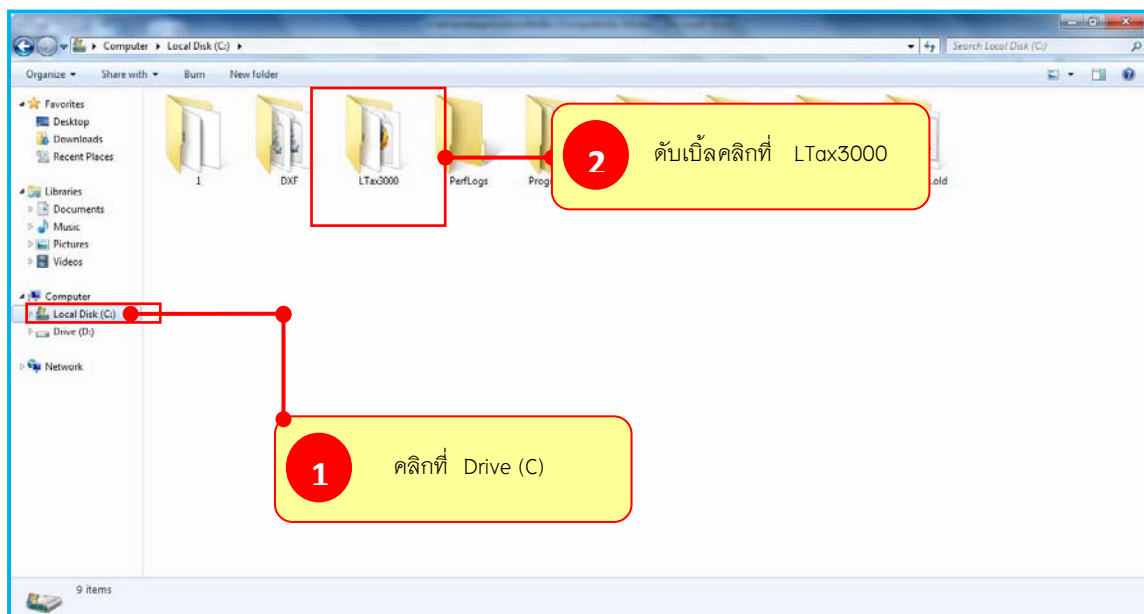 Computer ▸ Local Disk (C:) ▸
Search Local Disk (C:)
Organize ▾ Share with ▾ Burn New folder
Favorites
Desktop
Downloads
Recent Places
Libraries
Documents
Music
Pictures
Videos
Computer
Local Disk (C:)
Drive (D:)
Network
1 DXF LTax3000 PerfLogs
.old
2 ดับเบิ้ลคลิกที่ LTax3000
1 คลิกที่ Drive (C)
9 items